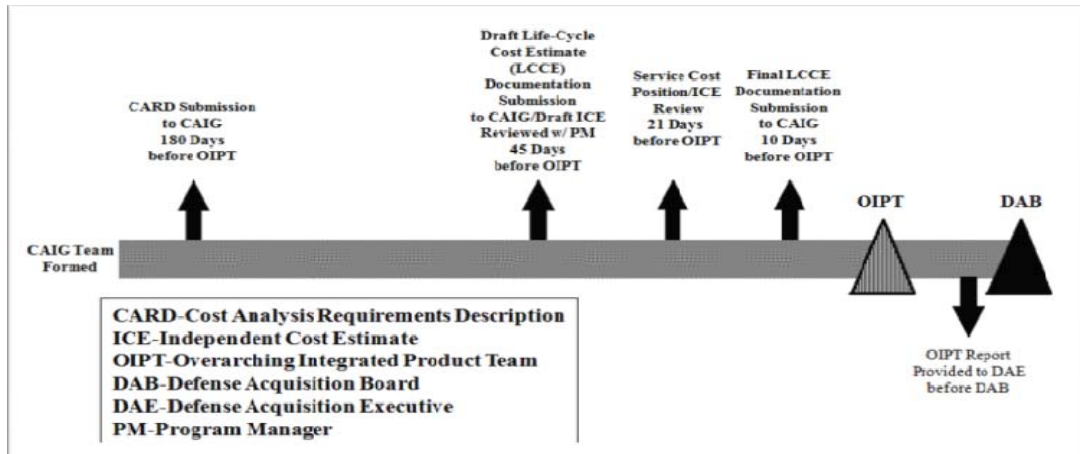 CARD Submission
to CAIG
180 Days
before OIPT
Draft Life-Cycle
Cost Estimate
(LCCE)
Documentation
Submission
to CAIG/Draft ICE
Reviewed w/ PM
45 Days
before OIPT
Service Cost
Position/ICE
Review
21 Days
before OIPT
Final LCCE
Documentation
Submission
to CAIG
10 Days
before OIPT
OIPT
DAB
CAIG Team
Formed
CARD-Cost Analysis Requirements Description
ICE-Independent Cost Estimate
OIPT-Overarching Integrated Product Team
DAB-Defense Acquisition Board
DAE-Defense Acquisition Executive
PM-Program Manager
OIPT Report
Provided to DAE
before DAB